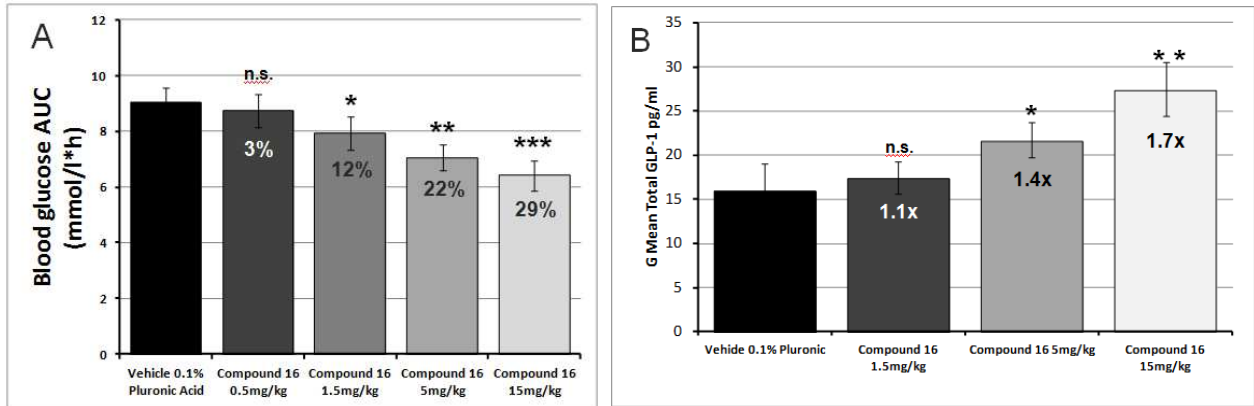 A
Blood glucose AUC
(mmol/l*h)
12
10
8
6
4
2
0
n.s.
*
**
***
3%
12%
22%
29%
Vehicle 0.1%
Pluronic Acid
Compound 16
0.5mg/kg
Compound 16
1.5mg/kg
Compound 16
5mg/kg
Compound 16
15mg/kg
B
G Mean Total GLP-1 pg/ml
35
30
25
20
15
10
5
0
n.s.
*
* *
1.1x
1.4x
1.7x
Vehide 0.1% Pluronic
Compound 16
1.5mg/kg
Compound 16 5mg/kg
Compound 16
15mg/kg